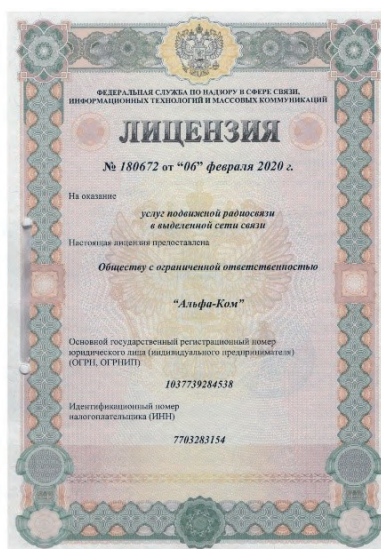 ФЕДЕРАЛЬНАЯ СЛУЖБА ПО НАДЗОРУ В СФЕРЕ СВЯЗИ,
ИНФОРМАЦИОННЫХ ТЕХНОЛОГИЙ И МАССОВЫХ КОММУНИКАЦИЙ
ЛИЦЕНЗИЯ
№ 180672 от “06” февраля 2020 г.
На оказание
услуг подвижной радиосвязи
в выделенной сети связи
Настоящая лицензия предоставлена
Обществу с ограниченной ответственностью
“Альфа-Ком”
Основной государственный регистрационный номер
юридического лица (индивидуального предпринимателя)
(ОГРН, ОГРНИП)
1037739284538
Идентификационный номер
налогоплательщика (ИНН)
7703283154